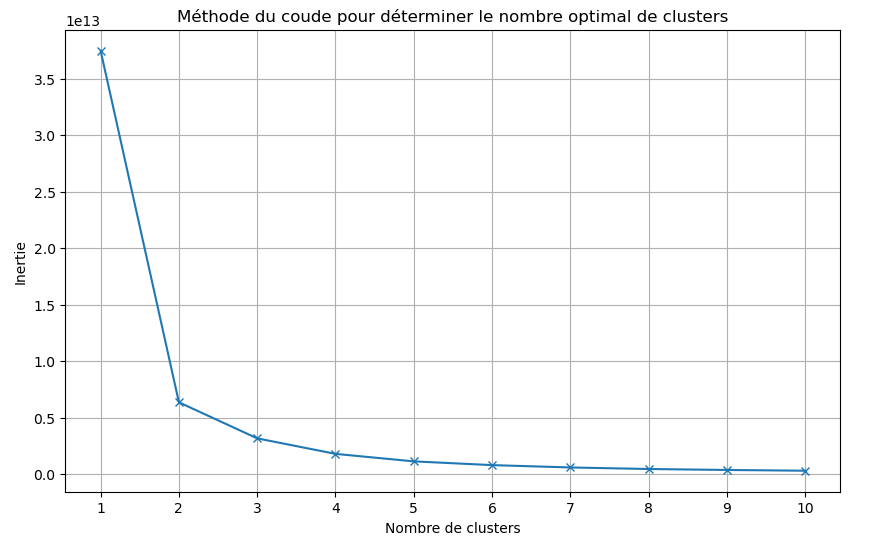 Méthode du coude pour déterminer le nombre optimal de clusters
1e13
3.5
3.0
2.5
2.0
1.5
1.0
0.5
0.0
Inertie
1 2 3 4 5 6 7 8 9 10
Nombre de clusters